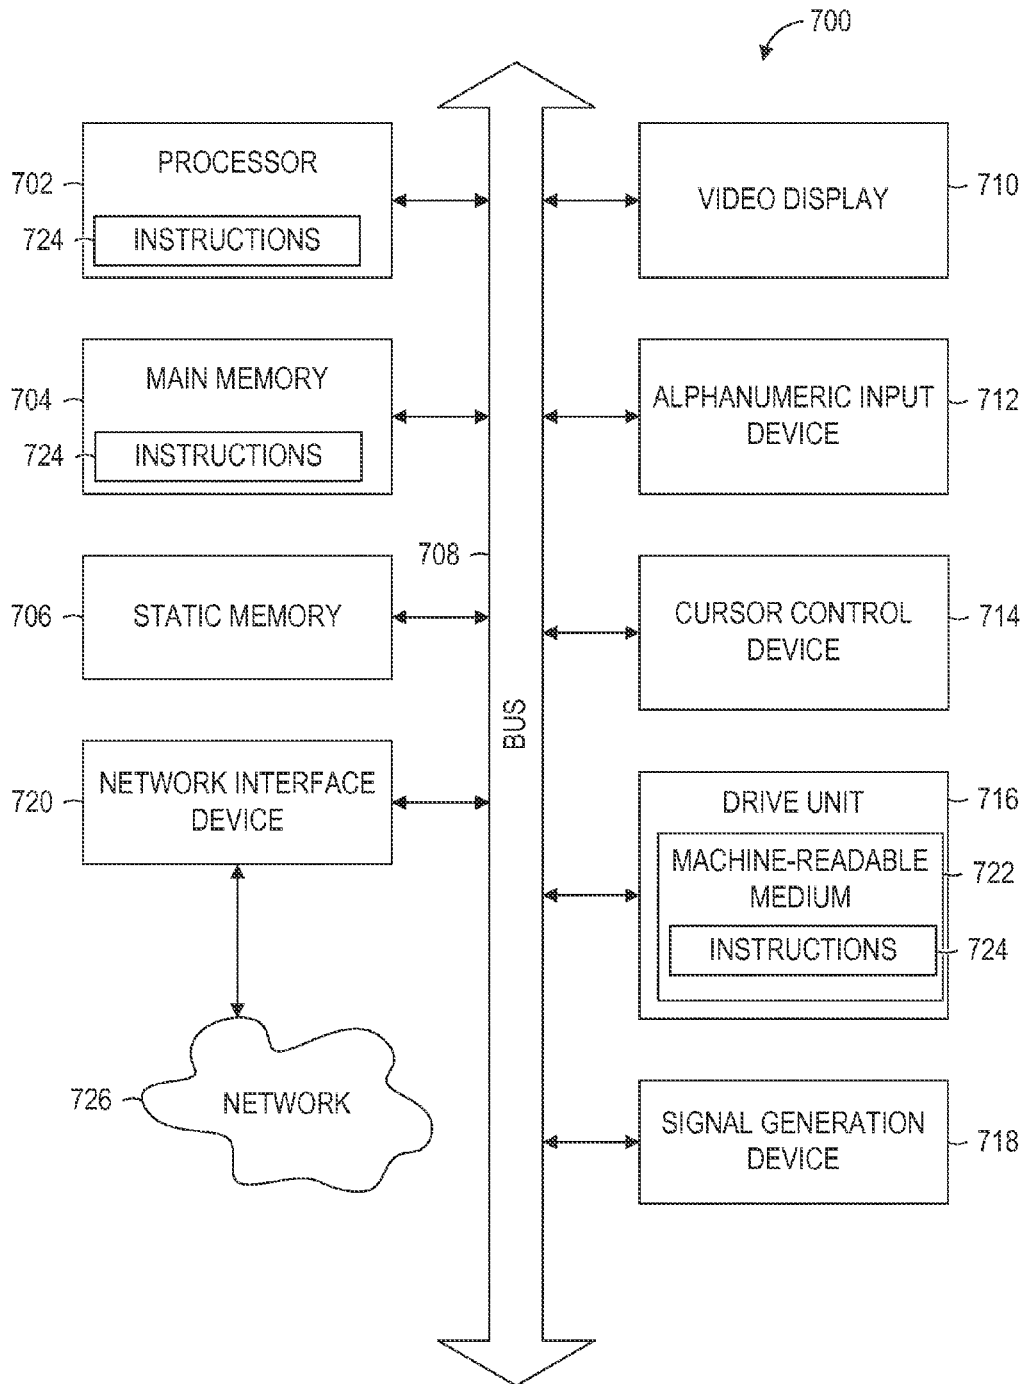 700
PROCESSOR
702
724
INSTRUCTIONS
MAIN MEMORY
704
724
INSTRUCTIONS
708
706
STATIC MEMORY
BUS
NETWORK INTERFACE
DEVICE
720
726
NETWORK
VIDEO DISPLAY
710
ALPHANUMERIC INPUT
DEVICE
712
CURSOR CONTROL
DEVICE
714
DRIVE UNIT
716
MACHINE-READABLE
MEDIUM
722
INSTRUCTIONS
724
SIGNAL GENERATION
DEVICE
718